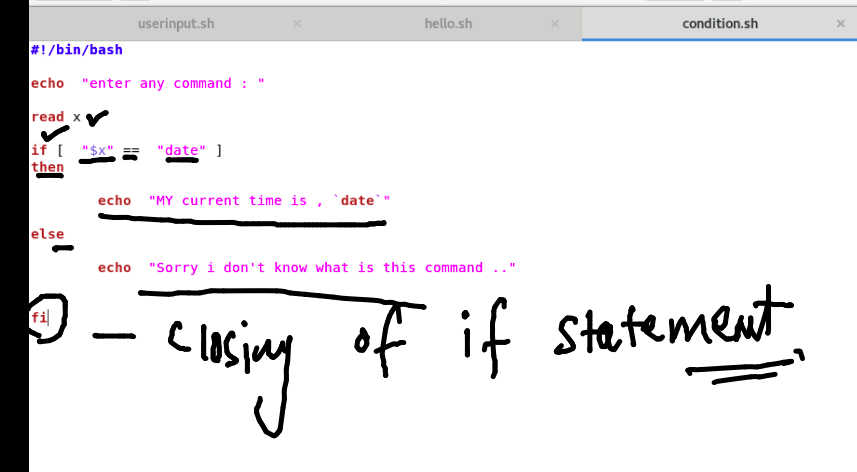 userinput.sh × hello.sh × condition.sh ×
#!/bin/bash
echo "enter any command : "
read x
if [ "$x" == "date" ]
then
echo "MY current time is , `date`"
else
echo "Sorry i don't know what is this command .."
fi
— closing of if statement